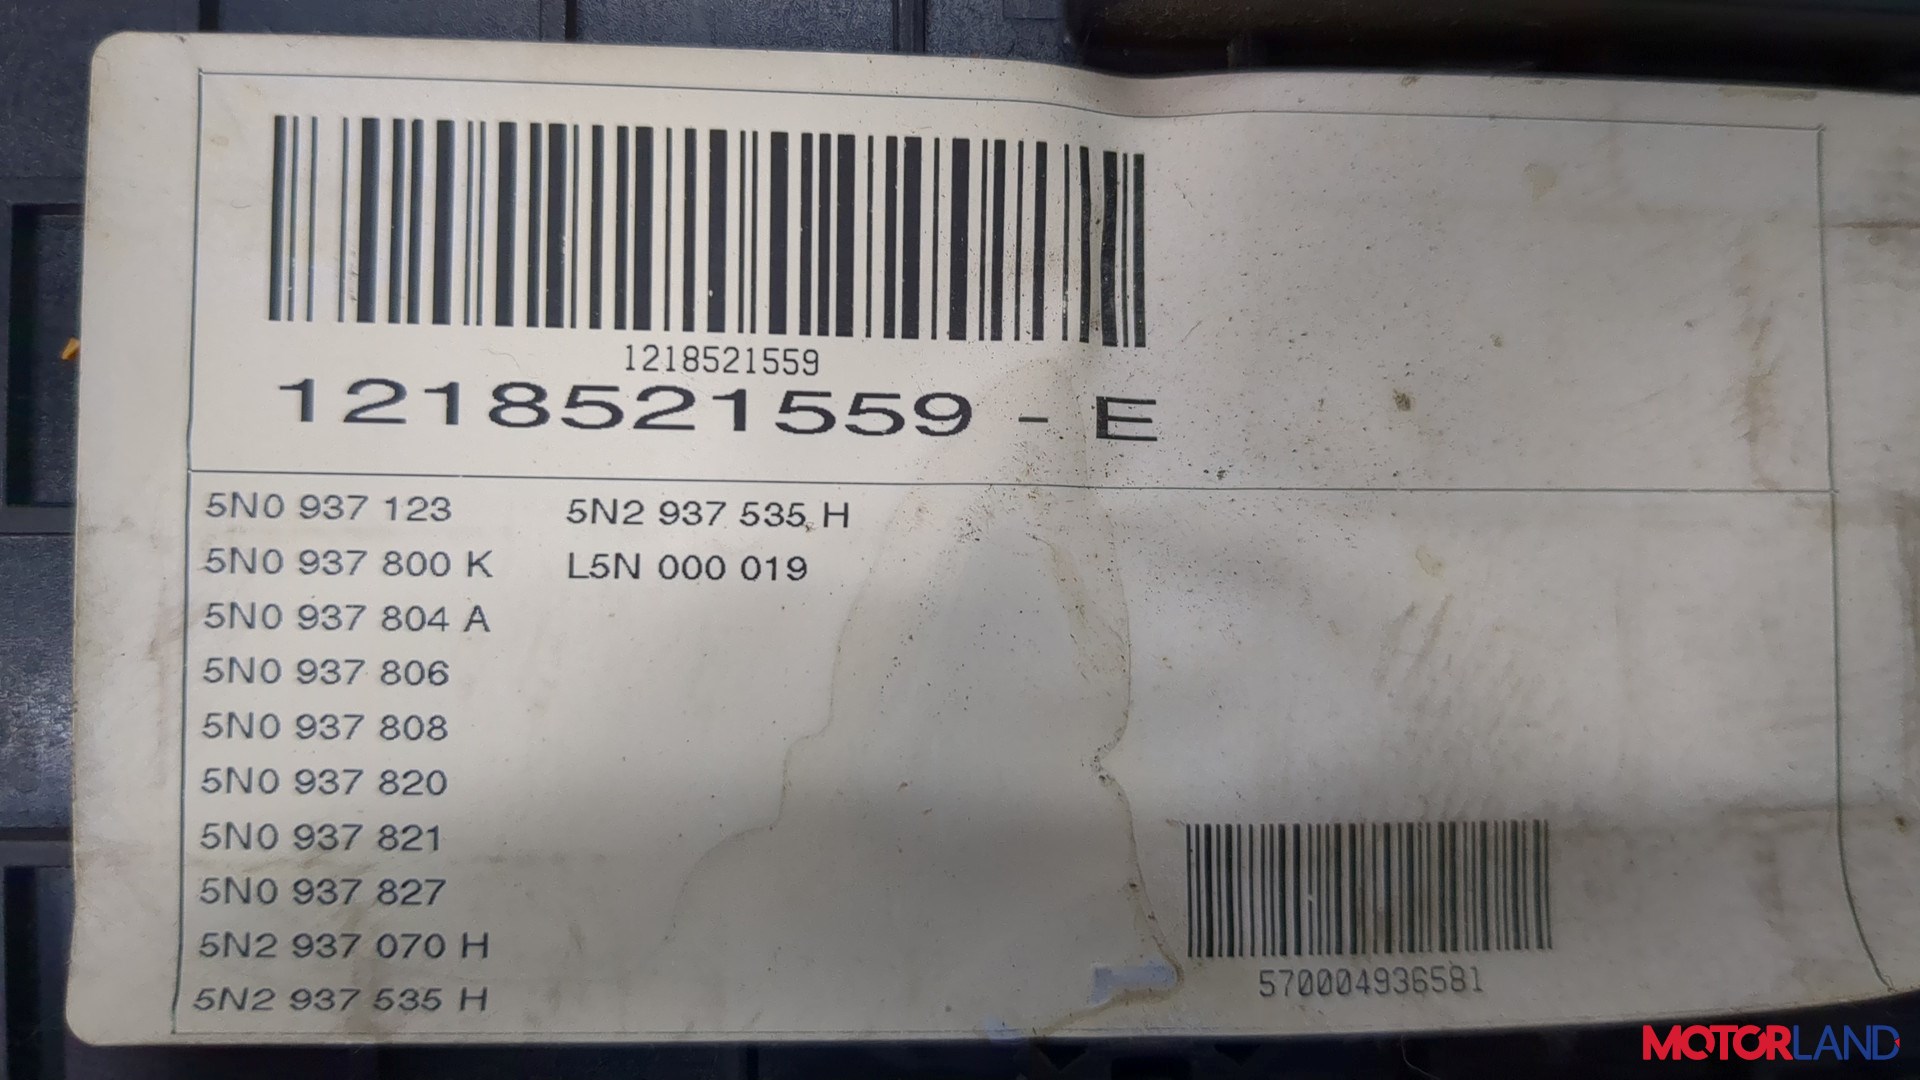 1218521559
1218521559 - E
5N0 937 123
5N0 937 800 K
5N0 937 804 A
5N0 937 806
5N0 937 808
5N0 937 820
5N0 937 821
5N0 937 827
5N2 937 070 H
5N2 937 535 H
5N2 937 535 H
L5N 000 019
570004936581
MOTORLAND